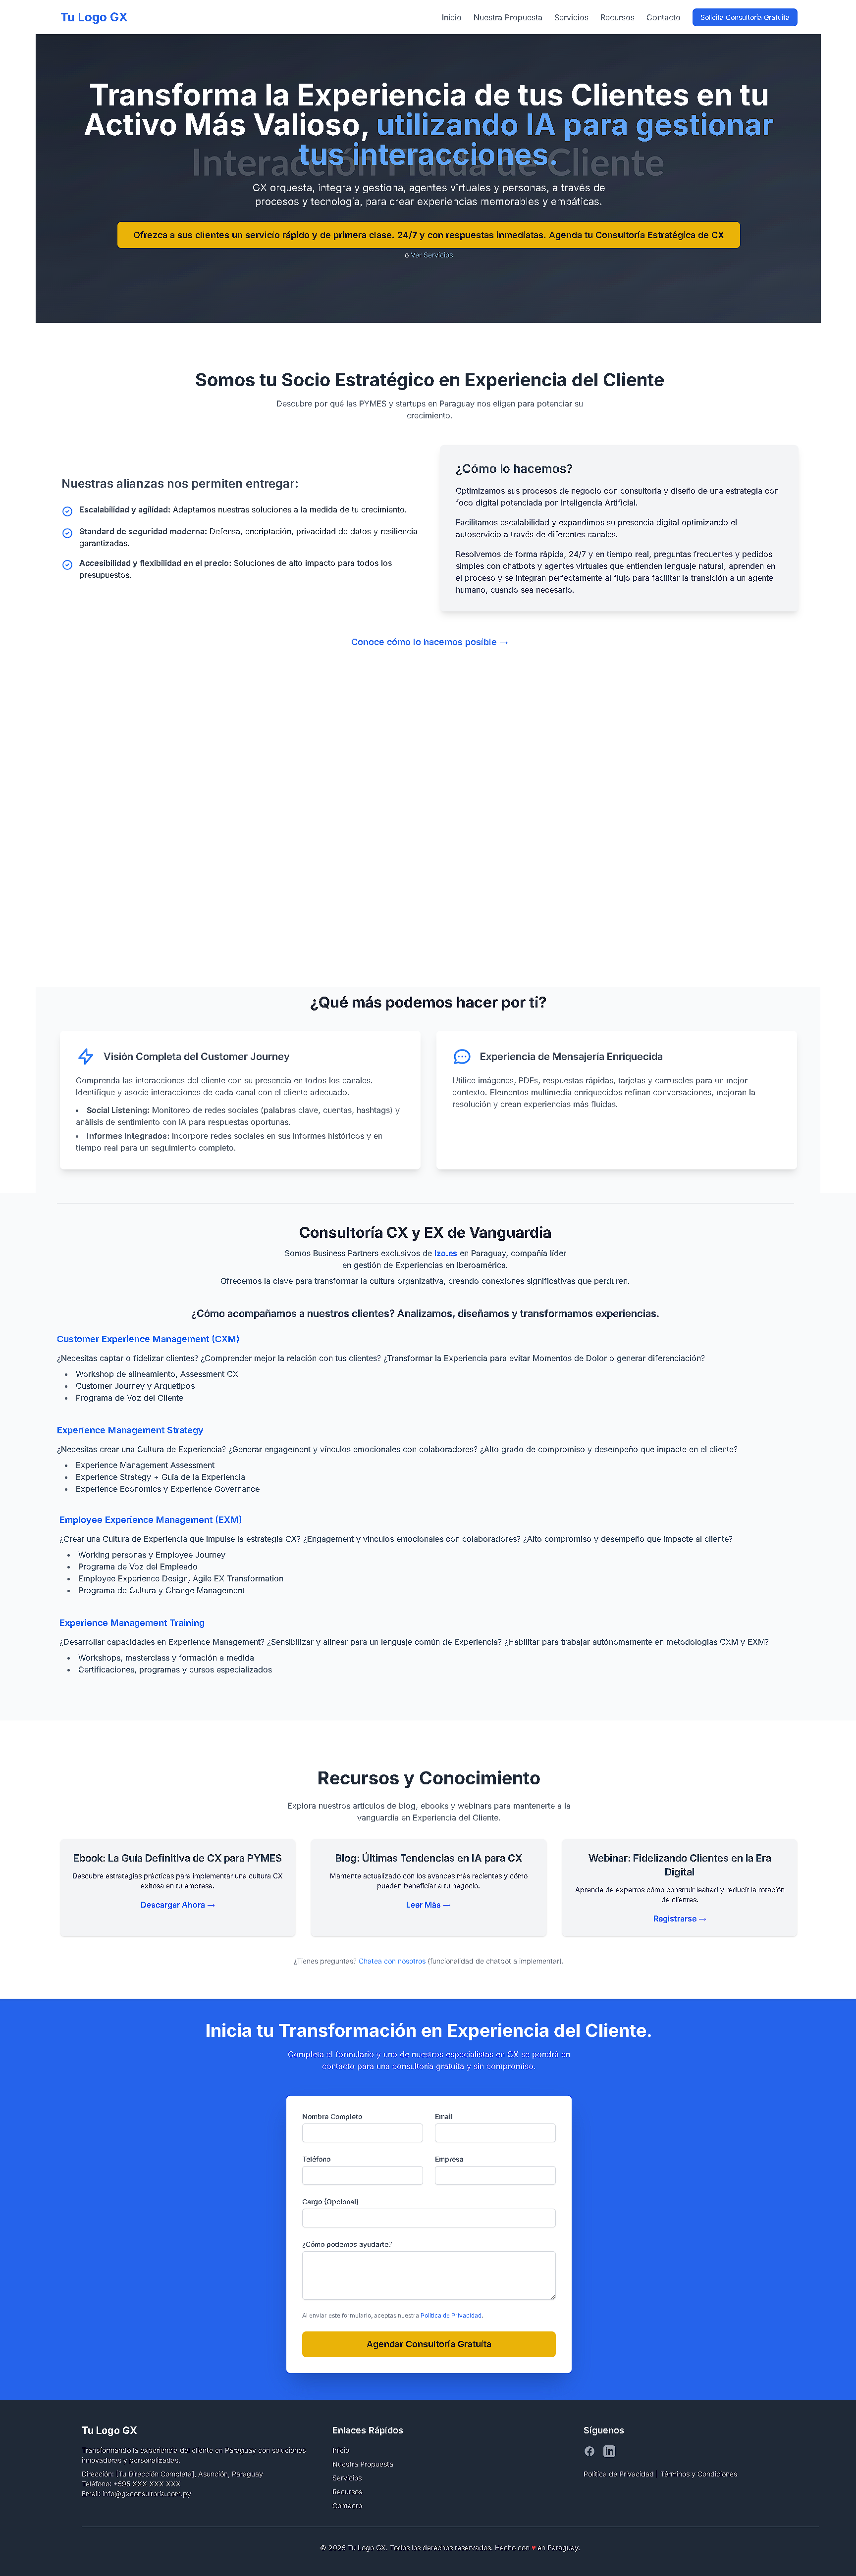 Tu Logo GX
Inicio
Nuestra Propuesta
Servicios
Recursos
Contacto
Solicita Consultoría Gratuita
Transforma la Experiencia de tus Clientes en tu
Activo Más Valioso, utilizando IA para gestionar
tus interacciones.
Interacción Fluida de Cliente
GX orquesta, integra y gestiona, agentes virtuales y personas, a través de
procesos y tecnología, para crear experiencias memorables y empáticas.
Ofrezca a sus clientes un servicio rápido y de primera clase. 24/7 y con respuestas inmediatas. Agenda tu Consultoría Estratégica de CX
o Ver Servicios
Somos tu Socio Estratégico en Experiencia del Cliente
Descubre por qué las PYMES y startups en Paraguay nos eligen para potenciar su
crecimiento.
Nuestras alianzas nos permiten entregar:
Escalabilidad y agilidad: Adaptamos nuestras soluciones a la medida de tu crecimiento.
Standard de seguridad moderna: Defensa, encriptación, privacidad de datos y resiliencia
garantizadas.
Accesibilidad y flexibilidad en el precio: Soluciones de alto impacto para todos los
presupuestos.
¿Cómo lo hacemos?
Optimizamos sus procesos de negocio con consultoría y diseño de una estrategia con
foco digital potenciada por Inteligencia Artificial.
Facilitamos escalabilidad y expandimos su presencia digital optimizando el
autoservicio a través de diferentes canales.
Resolvemos de forma rápida, 24/7 y en tiempo real, preguntas frecuentes y pedidos
simples con chatbots y agentes virtuales que entienden lenguaje natural, aprenden en
el proceso y se integran perfectamente al flujo para facilitar la transición a un agente
humano, cuando sea necesario.
Conoce cómo lo hacemos posible →
¿Qué más podemos hacer por ti?
Visión Completa del Customer Journey
Comprenda las interacciones del cliente con su presencia en todos los canales.
Identifique y asocie interacciones de cada canal con el cliente adecuado.
• Social Listening: Monitoreo de redes sociales (palabras clave, cuentas, hashtags) y
análisis de sentimiento con IA para respuestas oportunas.
• Informes Integrados: Incorpore redes sociales en sus informes históricos y en
tiempo real para un seguimiento completo.
Experiencia de Mensajería Enriquecida
Utilice imágenes, PDFs, respuestas rápidas, tarjetas y carruseles para un mejor
contexto. Elementos multimedia enriquecidos refinan conversaciones, mejoran la
resolución y crean experiencias más fluidas.
Consultoría CX y EX de Vanguardia
Somos Business Partners exclusivos de Izo.es en Paraguay, compañía líder
en gestión de Experiencias en Iberoamérica.
Ofrecemos la clave para transformar la cultura organizativa, creando conexiones significativas que perduren.
¿Cómo acompañamos a nuestros clientes? Analizamos, diseñamos y transformamos experiencias.
Customer Experience Management (CXM)
¿Necesitas captar o fidelizar clientes? ¿Comprender mejor la relación con tus clientes? ¿Transformar la Experiencia para evitar Momentos de Dolor o generar diferenciación?
• Workshop de alineamiento, Assessment CX
• Customer Journey y Arquetipos
• Programa de Voz del Cliente
Experience Management Strategy
¿Necesitas crear una Cultura de Experiencia? ¿Generar engagement y vínculos emocionales con colaboradores? ¿Alto grado de compromiso y desempeño que impacte en el cliente?
• Experience Management Assessment
• Experience Strategy + Guía de la Experiencia
• Experience Economics y Experience Governance
Employee Experience Management (EXM)
¿Crear una Cultura de Experiencia que impulse la estrategia CX? ¿Engagement y vínculos emocionales con colaboradores? ¿Alto compromiso y desempeño que impacte al cliente?
• Working personas y Employee Journey
• Programa de Voz del Empleado
• Employee Experience Design, Agile EX Transformation
• Programa de Cultura y Change Management
Experience Management Training
¿Desarrollar capacidades en Experience Management? ¿Sensibilizar y alinear para un lenguaje común de Experiencia? ¿Habilitar para trabajar autónomamente en metodologías CXM y EXM?
• Workshops, masterclass y formación a medida
• Certificaciones, programas y cursos especializados
Recursos y Conocimiento
Explora nuestros artículos de blog, ebooks y webinars para mantenerte a la
vanguardia en Experiencia del Cliente.
Ebook: La Guía Definitiva de CX para PYMES
Descubre estrategias prácticas para implementar una cultura CX
exitosa en tu empresa.
Descargar Ahora →
Blog: Últimas Tendencias en IA para CX
Mantente actualizado con los avances más recientes y cómo
pueden beneficiar a tu negocio.
Leer Más →
Webinar: Fidelizando Clientes en la Era
Digital
Aprende de expertos cómo construir lealtad y reducir la rotación
de clientes.
Registrarse →
¿Tienes preguntas? Chatea con nosotros (funcionalidad de chatbot a implementar).
Inicia tu Transformación en Experiencia del Cliente.
Completa el formulario y uno de nuestros especialistas en CX se pondrá en
contacto para una consultoría gratuita y sin compromiso.
Nombre Completo
Email
Teléfono
Empresa
Cargo (Opcional)
¿Cómo podemos ayudarte?
Al enviar este formulario, aceptas nuestra Política de Privacidad.
Agendar Consultoría Gratuita
Tu Logo GX
Transformando la experiencia del cliente en Paraguay con soluciones
innovadoras y personalizadas.
Dirección: [Tu Dirección Completa], Asunción, Paraguay
Teléfono: +595 XXX XXX XXX
Email: info@gxconsultoria.com.py
Enlaces Rápidos
Inicio
Nuestra Propuesta
Servicios
Recursos
Contacto
Síguenos
Política de Privacidad | Términos y Condiciones
© 2025 Tu Logo GX. Todos los derechos reservados. Hecho con ♥ en Paraguay.